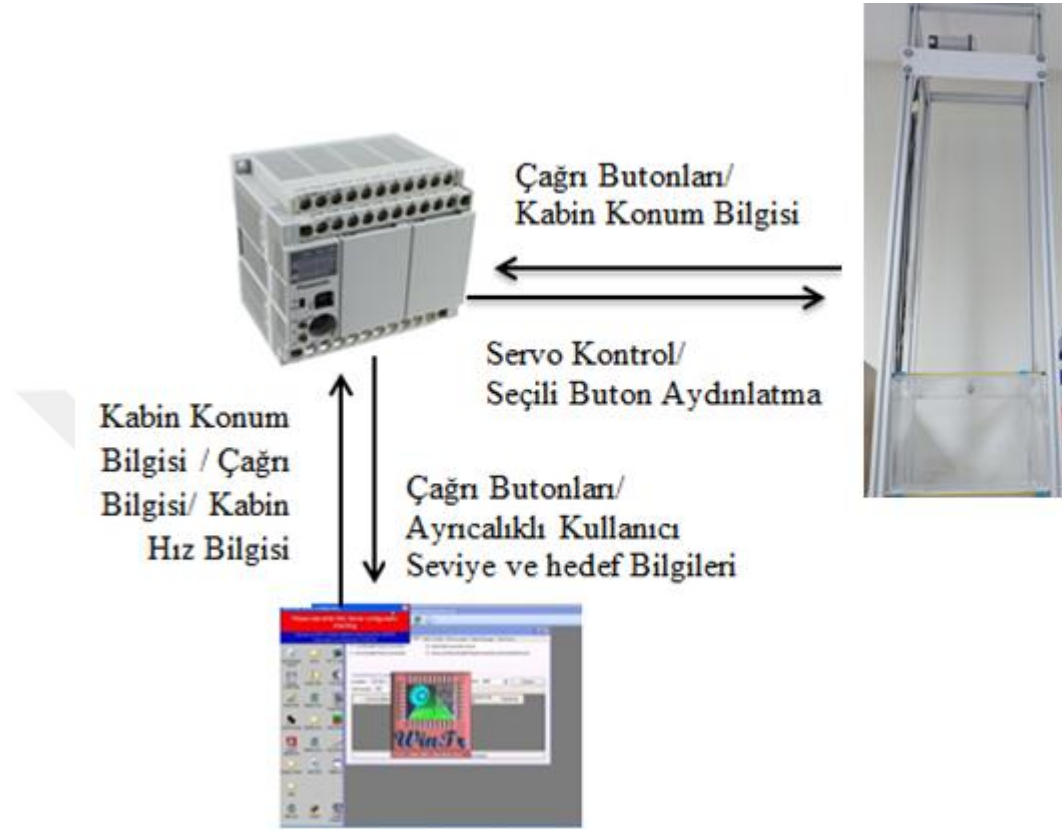 Çağrı Butonları/
Kabin Konum Bilgisi
Servo Kontrol/
Seçili Buton Aydınlatma
Kabin Konum
Bilgisi / Çağrı
Bilgisi/ Kabin
Hız Bilgisi
Çağrı Butonları/
Ayrıcalıklı Kullanıcı
Seviye ve hedef Bilgileri
WinTr